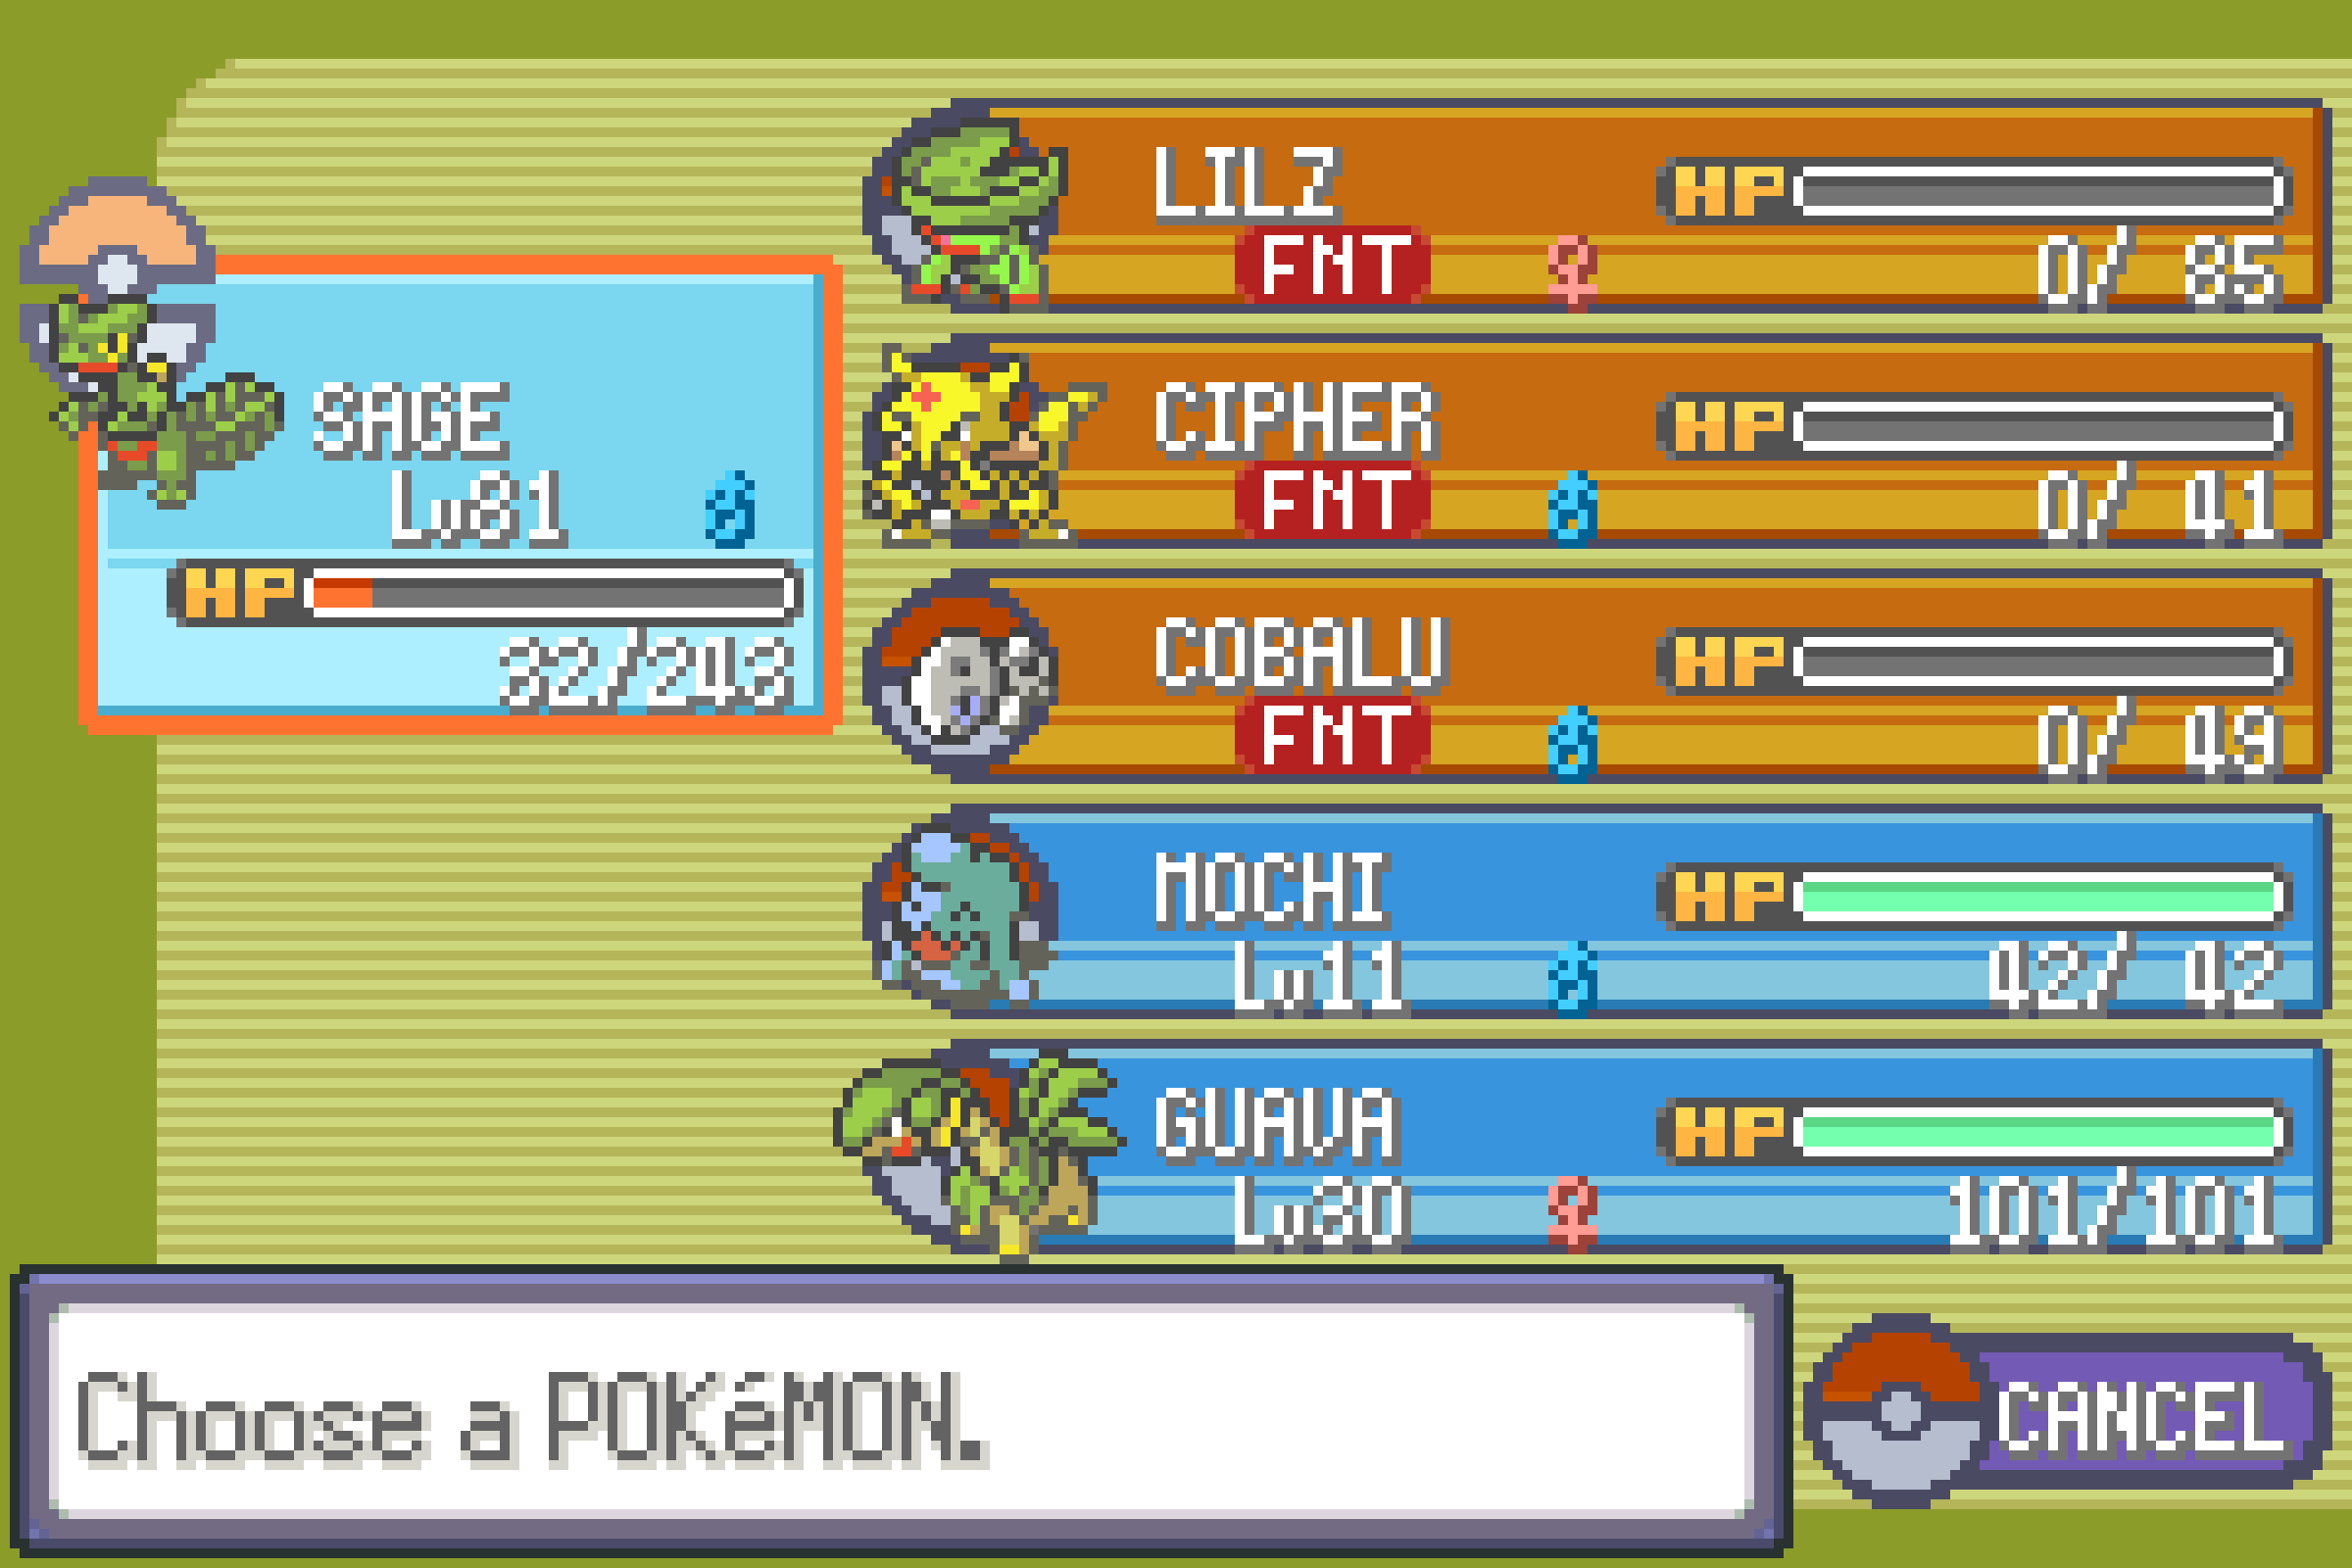 SAGE
Lv81 ♂
HP
32/243
LILZ
HP
FNT ♀ 0/ 85
CIPHER
HP
FNT ♂ 0/ 41
COBALU
HP
FNT ♂ 0/ 49
MOCHI
HP
Lv11 ♂ 42/ 42
GUAVA
HP
Lv30 ♀ 101/101
Choose a POKéMON.
CANCEL